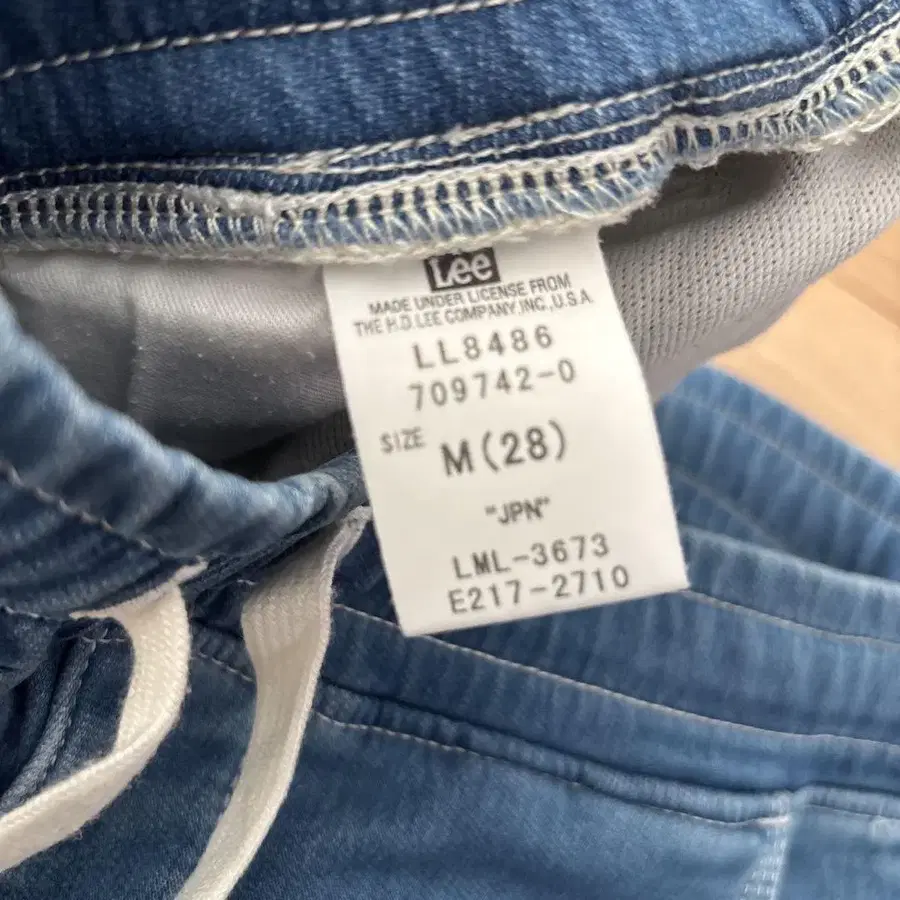 Lee
MADE UNDER LICENSE FROM
THE H.D.LEE COMPANY,INC.,U.S.A.
LL8486
709742-0
SIZE M(28)
"JPN"
LML-3673
E217-2710